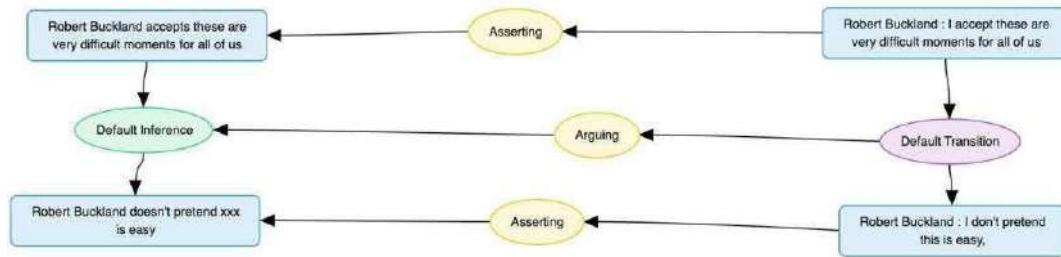 Robert Buckland accepts these are
very difficult moments for all of us
Asserting
Robert Buckland : I accept these are
very difficult moments for all of us
Default Inference
Arguing
Default Transition
Robert Buckland doesn't pretend xxx
is easy
Asserting
Robert Buckland : I don't pretend
this is easy,